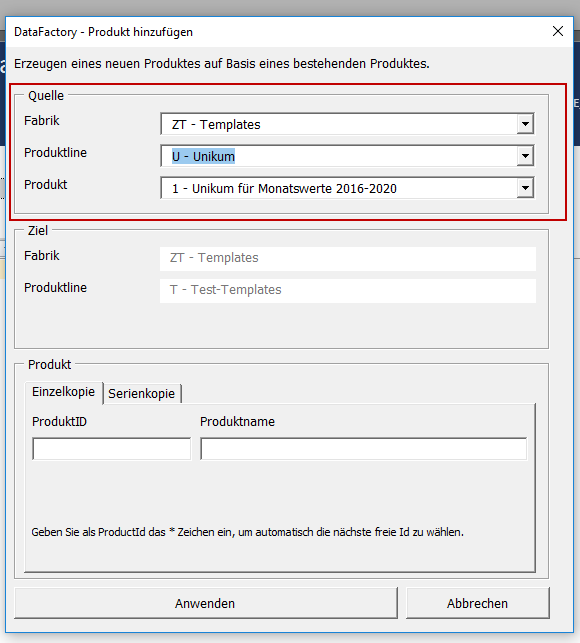 DataFactory - Produkt hinzufügen
Erzeugen eines neuen Produktes auf Basis eines bestehenden Produktes.
Quelle
Fabrik ZT - Templates
Produktline U - Unikum
Produkt 1 - Unikum für Monatswerte 2016-2020
Ziel
Fabrik ZT - Templates
Produktline T - Test-Templates
Produkt
Einzelkopie Serienkopie
ProduktID Produktname
Geben Sie als ProductId das * Zeichen ein, um automatisch die nächste freie Id zu wählen.
Anwenden Abbrechen